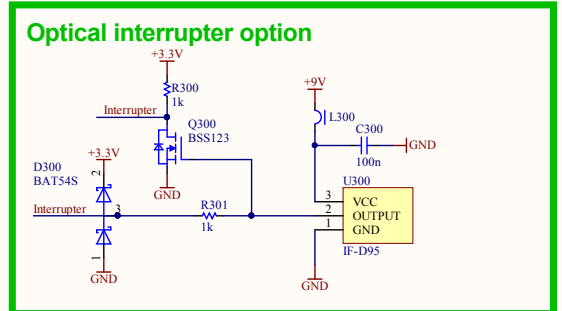 Optical interrupter option
+3.3V
R300
1k
Interrupter
Q300
BSS123
GND
+9V
L300
C300
100n
GND
+3.3V
D300
BAT54S
2
Interrupter
3
1
GND
R301
1k
U300
3
VCC
2
OUTPUT
1
GND
IF-D95
GND